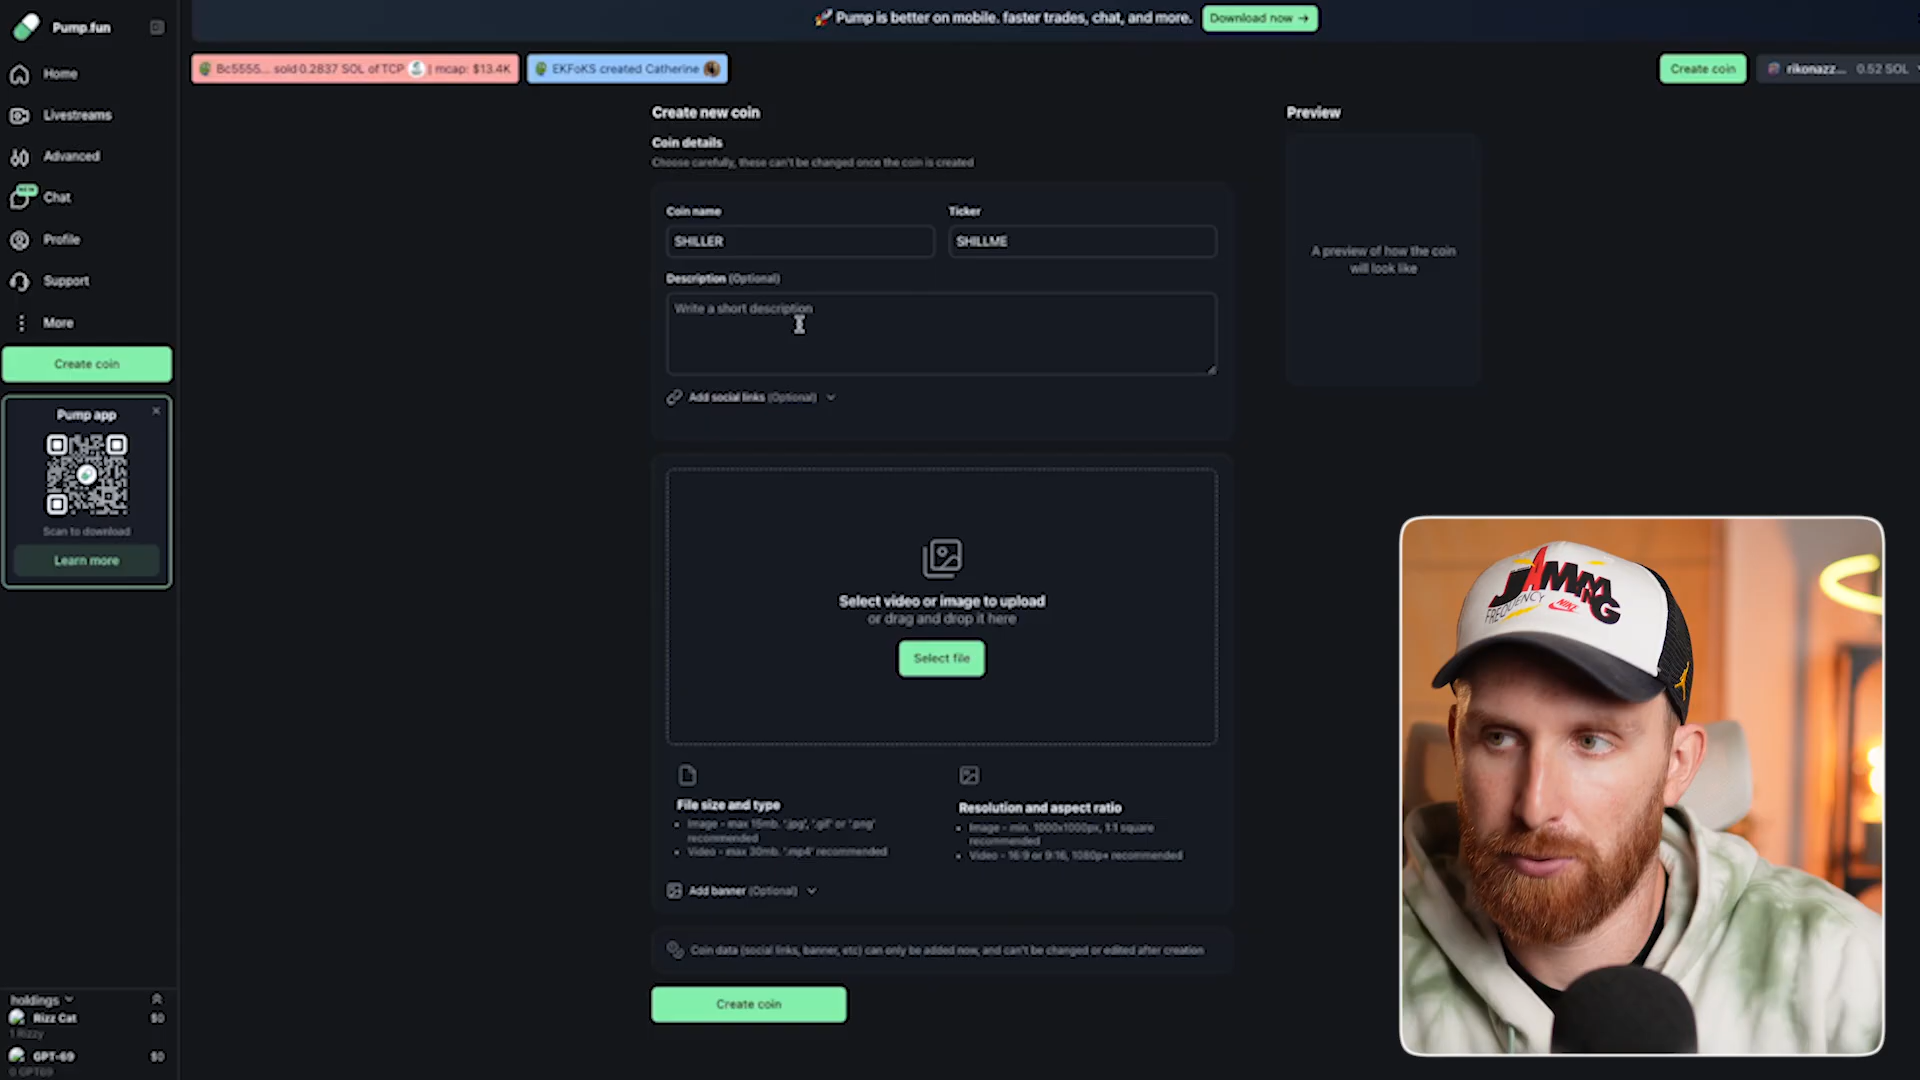 Pump.fun
🚀 Pump is better on mobile. faster trades, chat, and more.
Download now →
Bc5555... sold 0.2837 SOL of TCP | mcap: $13.4K
EKFoKS created Catherine
Create coin
rikonazz... 0.52 SOL
Home
Livestreams
Advanced
NEW
Chat
Profile
Support
More
Create coin
Pump app
Scan to download
Learn more
holdings
Rizz Cat $0
1 Rizzy
GPT-69 $0
0 GPT69
Create new coin
Coin details
Choose carefully, these can't be changed once the coin is created
Coin name
Ticker
SHILLER
SHILLME
Description (Optional)
Write a short description
Add social links (Optional)
Select video or image to upload
or drag and drop it here
Select file
File size and type
• Image - max 15mb. '.jpg', '.gif' or '.png'
recommended
• Video - max 30mb. '.mp4' recommended
Resolution and aspect ratio
• Image - min. 1000x1000px, 1:1 square
recommended
• Video - 16:9 or 9:16, 1080p+ recommended
Add banner (Optional)
Coin data (social links, banner, etc) can only be added now, and can't be changed or edited after creation
Create coin
Preview
A preview of how the coin
will look like
JAMMING
FREQUENCY
NIKE